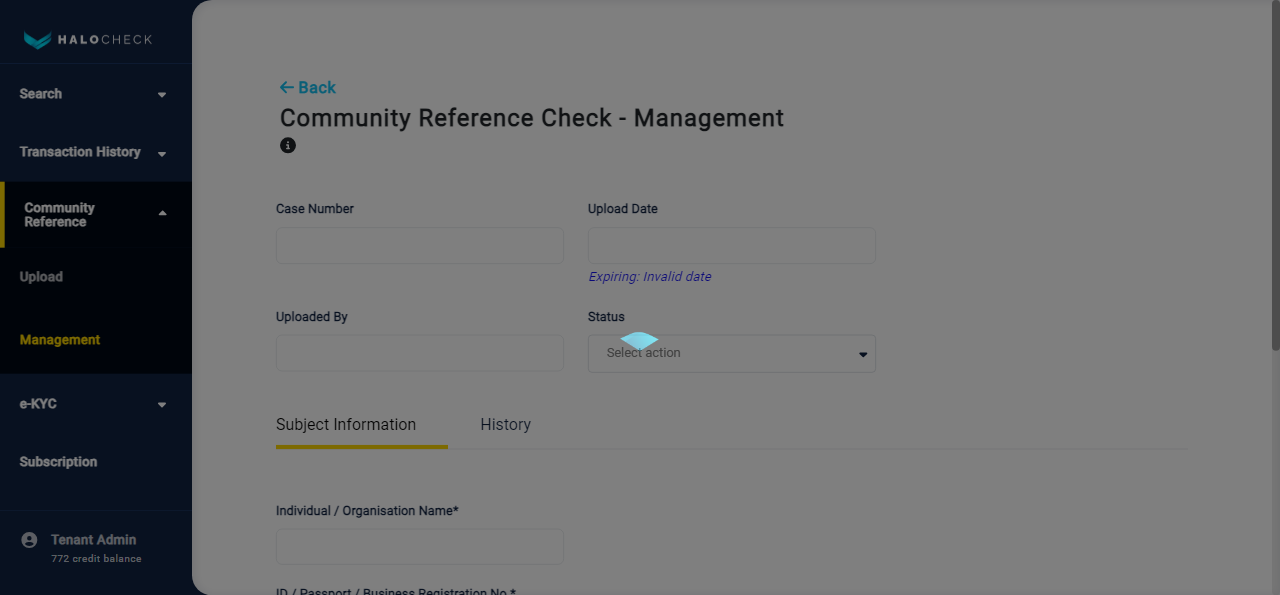 HALOCHECK
Search
Transaction History
Community
Reference
Upload
Management
e-KYC
Subscription
Tenant Admin
772 credit balance
Back
Community Reference Check - Management
Case Number
Upload Date
Expiring: Invalid date
Uploaded By
Status
Select action
Subject Information
History
Individual / Organisation Name*
ID / Passport / Business Registration No.*